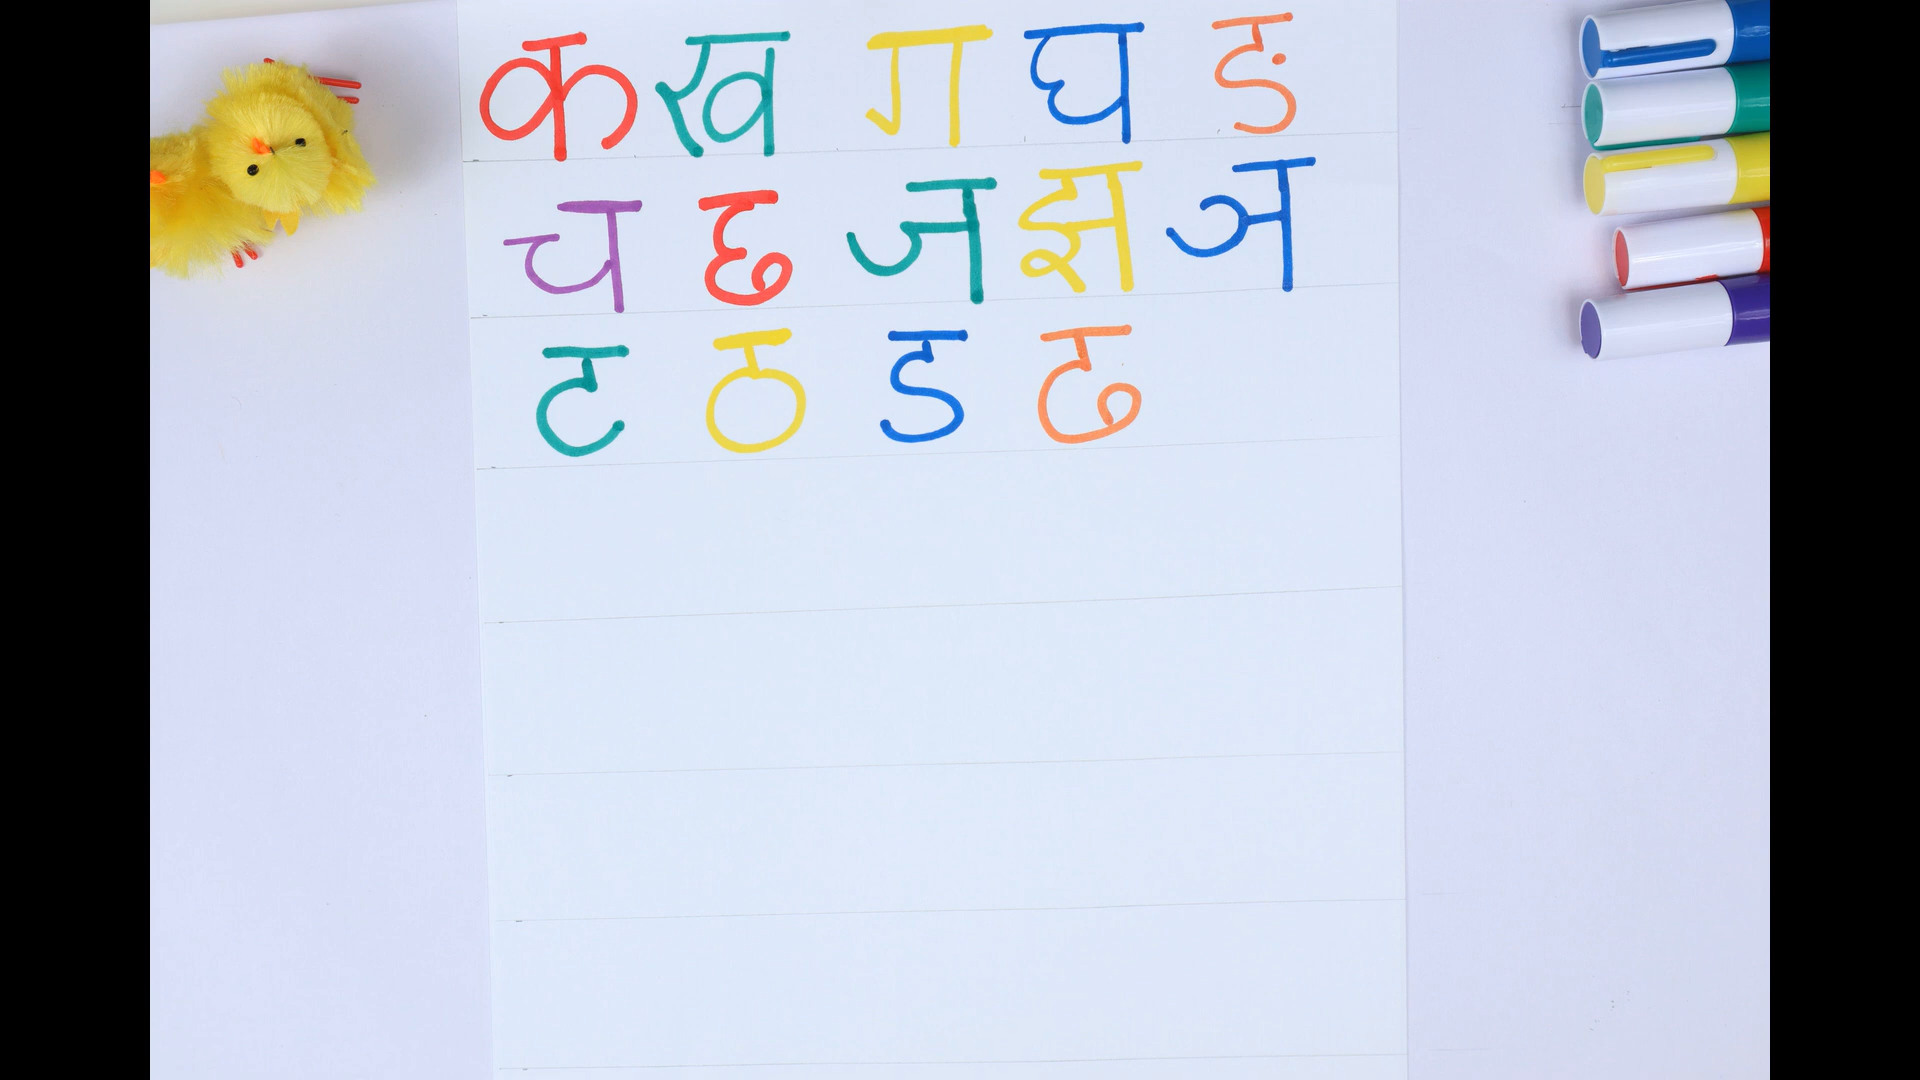 क ख ग घ ङ
च छ ज झ ञ
ट ठ ड ढ